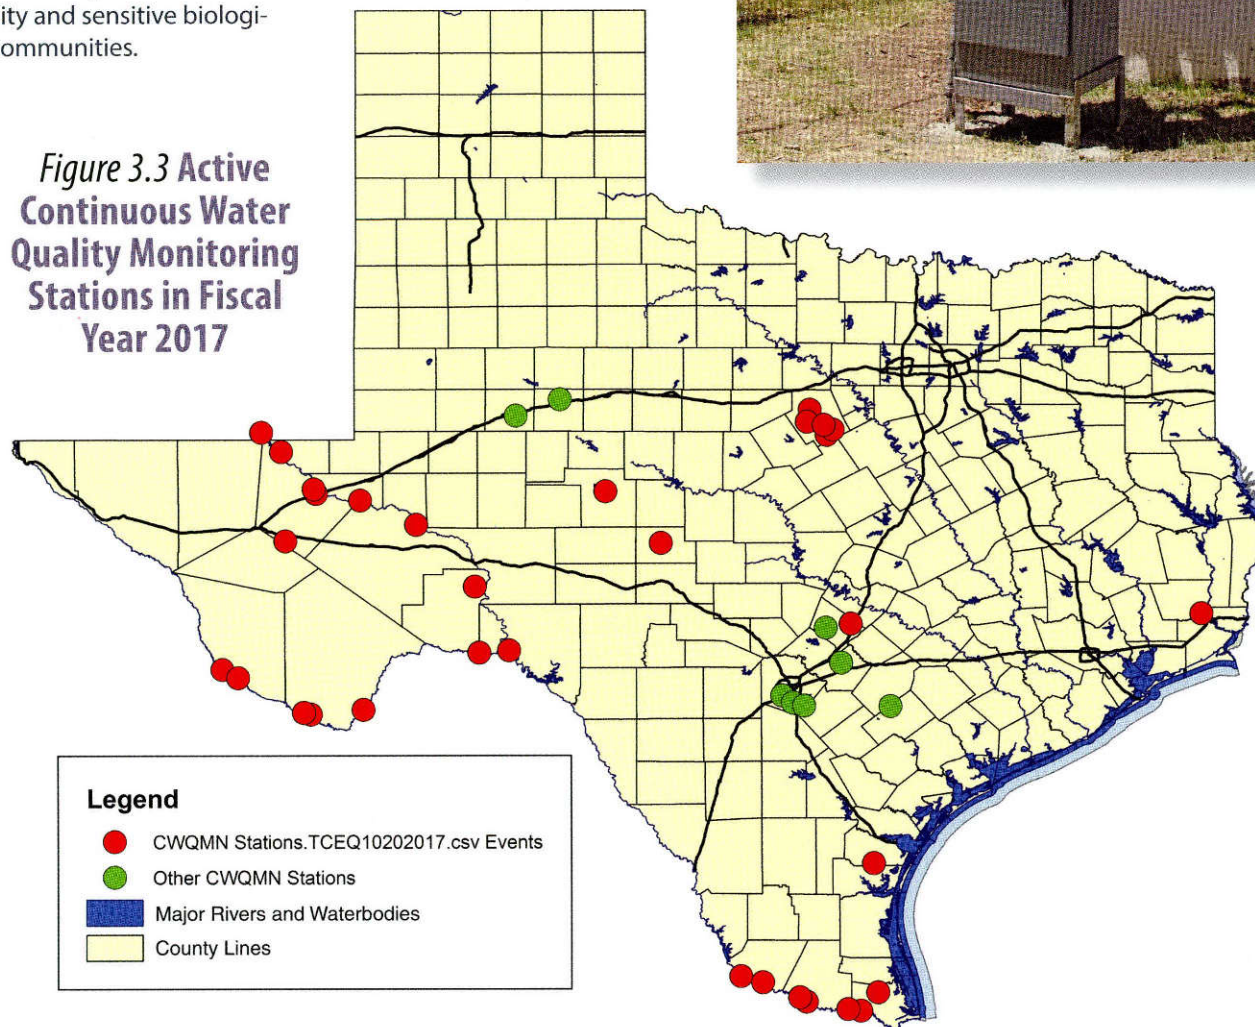 ity and sensitive biologi-
ommunities.
Figure 3.3 Active
Continuous Water
Quality Monitoring
Stations in Fiscal
Year 2017
Legend
CWQMN Stations.TCEQ10202017.csv Events
Other CWQMN Stations
Major Rivers and Waterbodies
County Lines